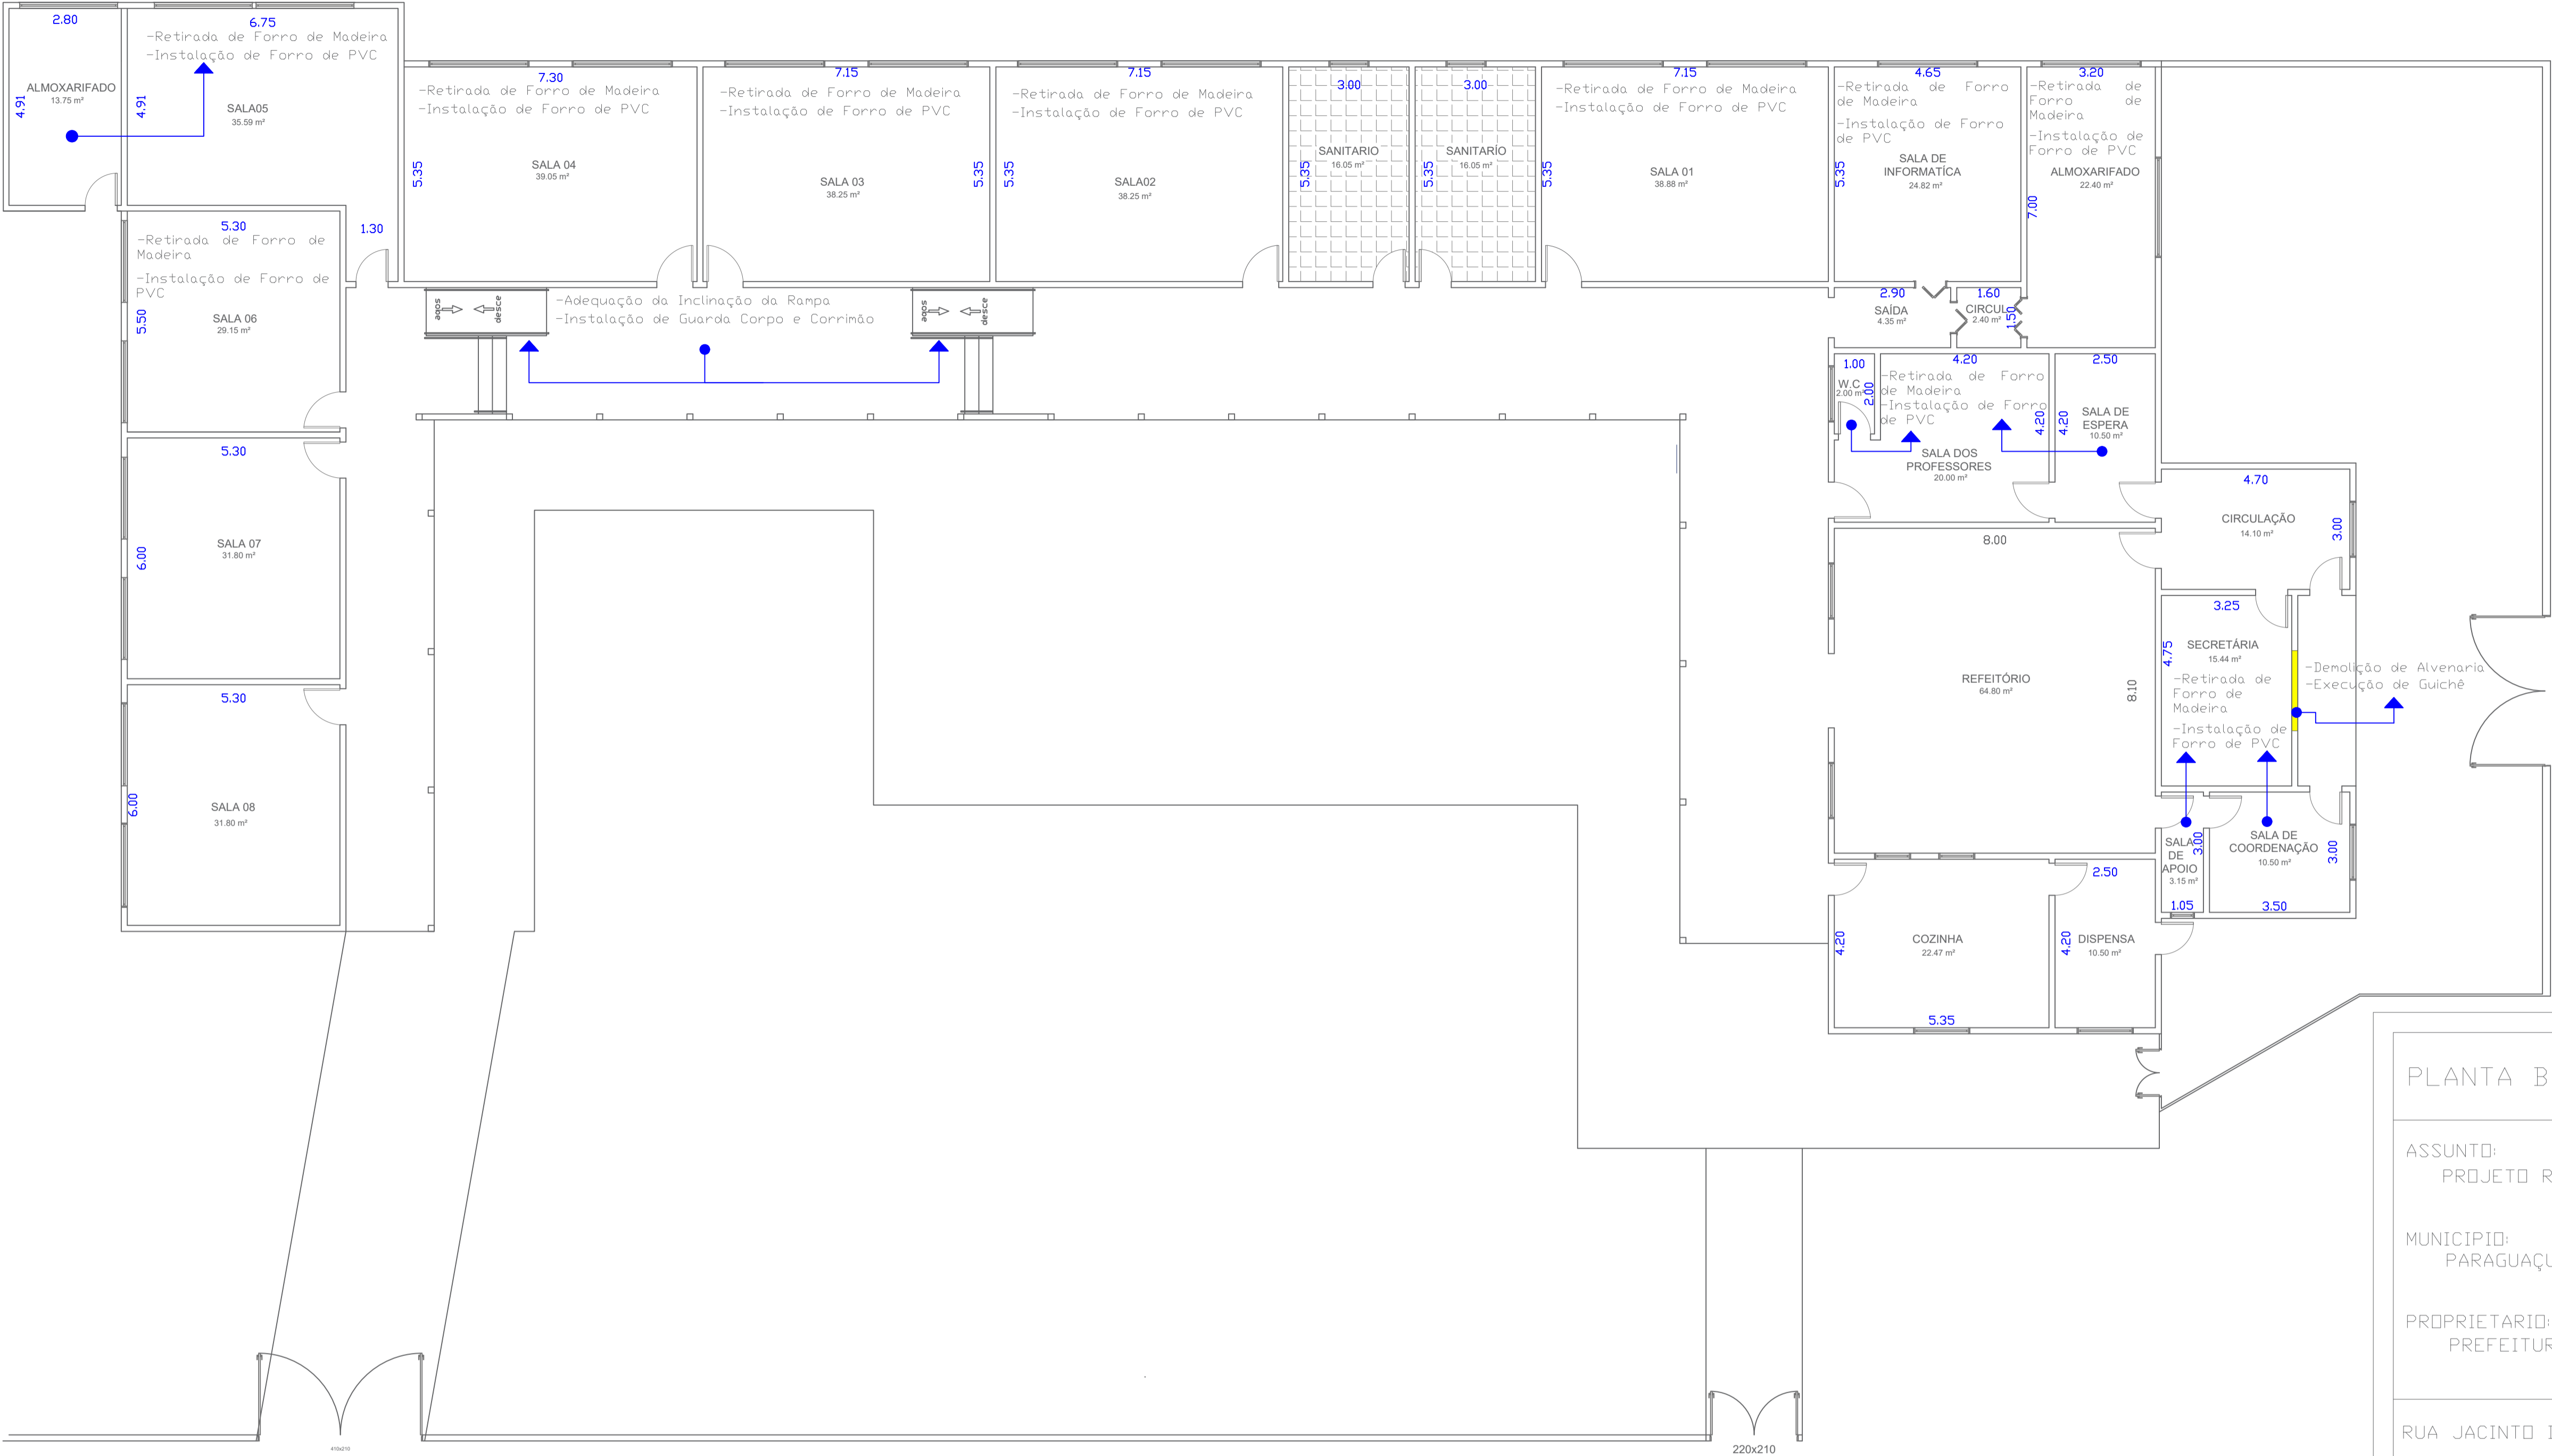 2.80
ALMOXARIFADO
13.75 m²
4.91
6.75
-Retirada de Forro de Madeira
-Instalação de Forro de PVC
4.91
SALA05
35.59 m²
1.30
7.30
-Retirada de Forro de Madeira
-Instalação de Forro de PVC
5.35
SALA 04
39.05 m²
7.15
-Retirada de Forro de Madeira
-Instalação de Forro de PVC
5.35
SALA 03
38.25 m²
7.15
-Retirada de Forro de Madeira
-Instalação de Forro de PVC
5.35
SALA02
38.25 m²
3.00
SANITARIO
16.05 m²
5.35
3.00
SANITARÍO
16.05 m²
5.35
7.15
-Retirada de Forro de Madeira
-Instalação de Forro de PVC
5.35
SALA 01
38.88 m²
4.65
-Retirada de Forro
de Madeira
-Instalação de Forro
de PVC
5.35
SALA DE
INFORMATÍCA
24.82 m²
3.20
-Retirada de
Forro de
Madeira
-Instalação de
Forro de PVC
ALMOXARIFADO
22.40 m²
7.00
5.30
-Retirada de Forro de
Madeira
-Instalação de Forro de
PVC
5.50
SALA 06
29.15 m²
sobe
desce
-Adequação da Inclinação da Rampa
-Instalação de Guarda Corpo e Corrimão
sobe
desce
2.90
SAÍDA
4.35 m²
1.60
CIRCUL
2.40 m²
1.50
1.00
W.C
2.00 m²
2.00
4.20
-Retirada de Forro
de Madeira
-Instalação de Forro
de PVC
4.20
SALA DOS
PROFESSORES
20.00 m²
2.50
4.20
SALA DE
ESPERA
10.50 m²
5.30
6.00
SALA 07
31.80 m²
4.70
CIRCULAÇÃO
14.10 m²
3.00
8.00
REFEITÓRIO
64.80 m²
8.10
3.25
SECRETÁRIA
15.44 m²
4.75
-Retirada de
Forro de
Madeira
-Instalação de
Forro de PVC
-Demolição de Alvenaria
-Execução de Guichê
5.30
6.00
SALA 08
31.80 m²
SALA
DE
APOIO
3.15 m²
3.00
1.05
SALA DE
COORDENAÇÃO
10.50 m²
3.00
3.50
4.20
COZINHA
22.47 m²
5.35
2.50
4.20
DISPENSA
10.50 m²
PLANTA B
ASSUNTO:
PROJETO R
MUNICIPIO:
PARAGUAÇU
PROPRIETARIO:
PREFEITUR
RUA JACINTO
410x210
220x210